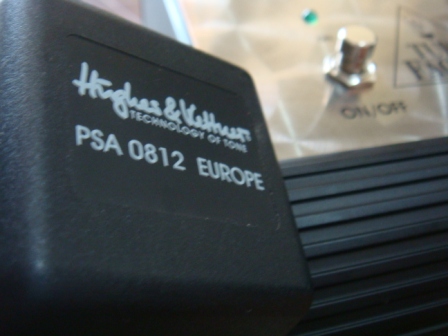 Hughes & Kettner
TECHNOLOGY OF TONE
PSA 0812 EUROPE
ON/OFF